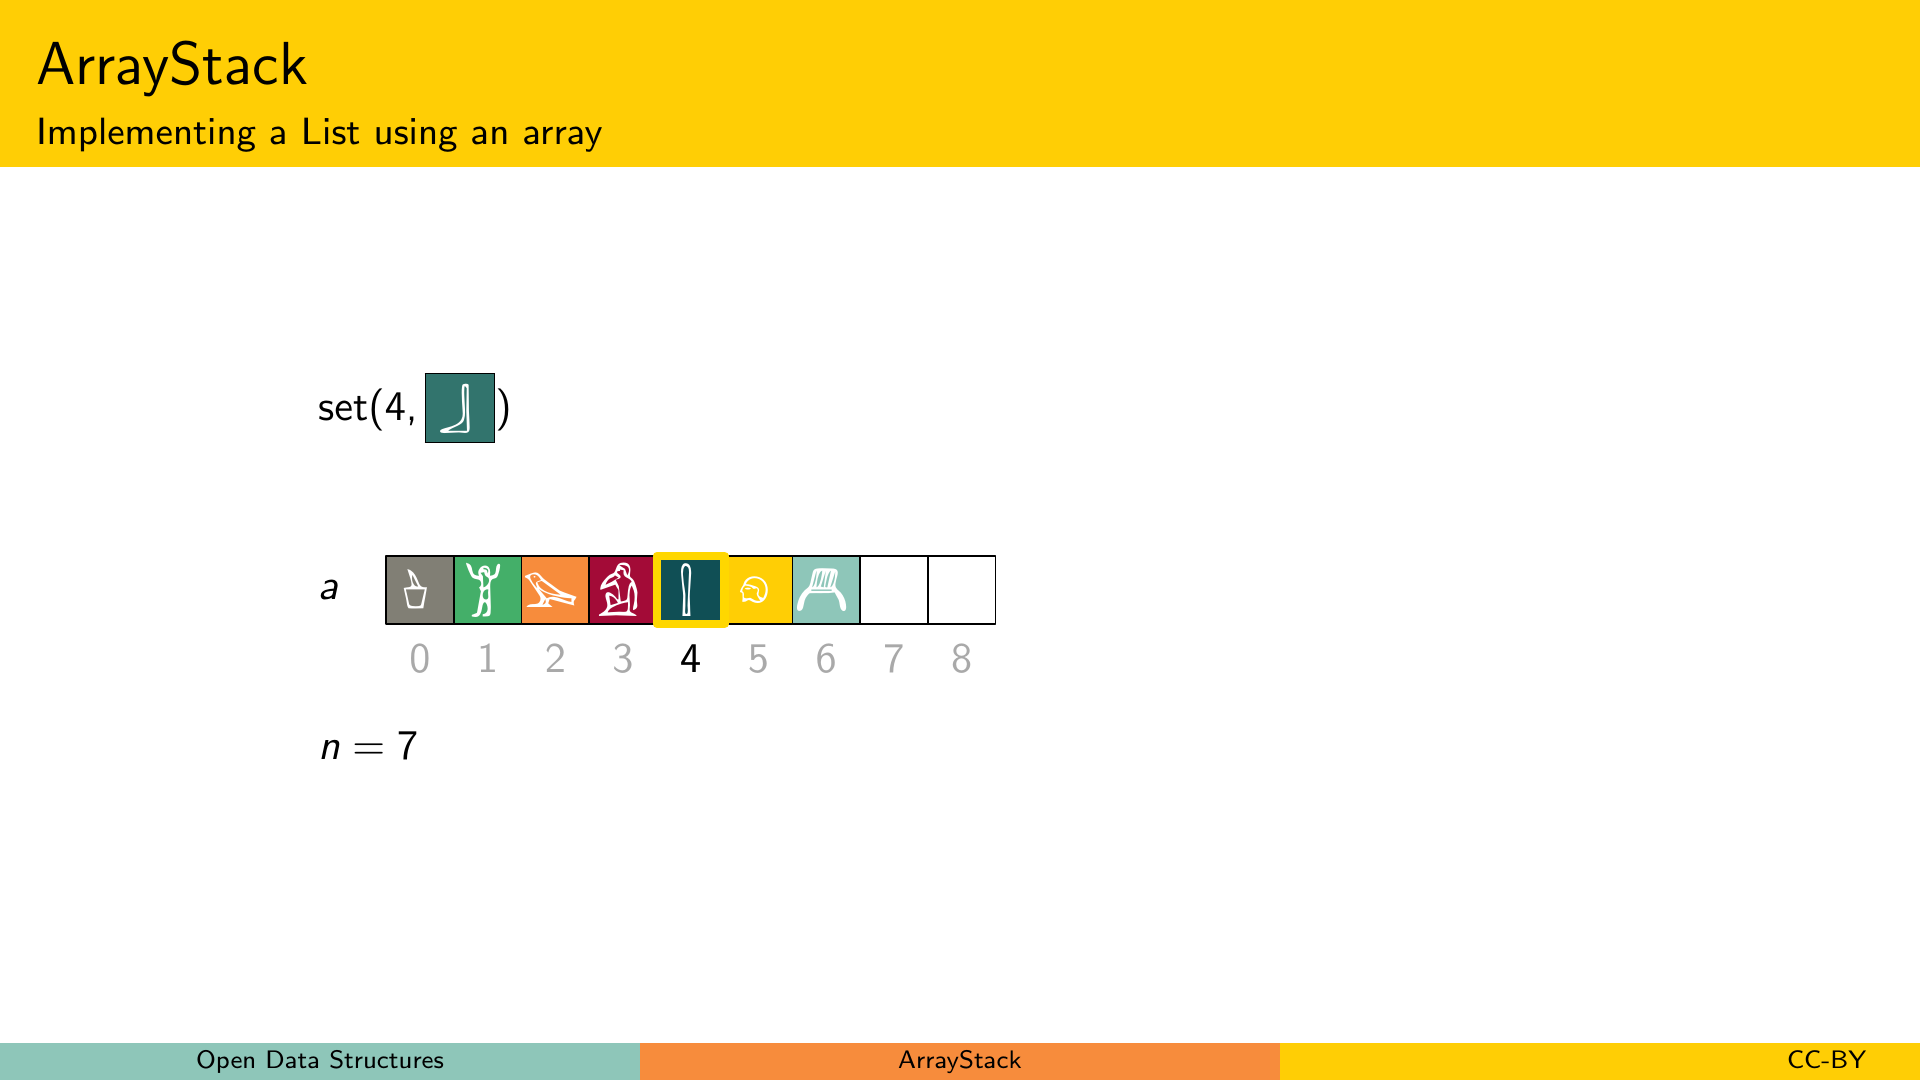 ArrayStack
Implementing a List using an array
set(4, )
a
0 1 2 3 4 5 6 7 8
n = 7
Open Data Structures ArrayStack CC-BY